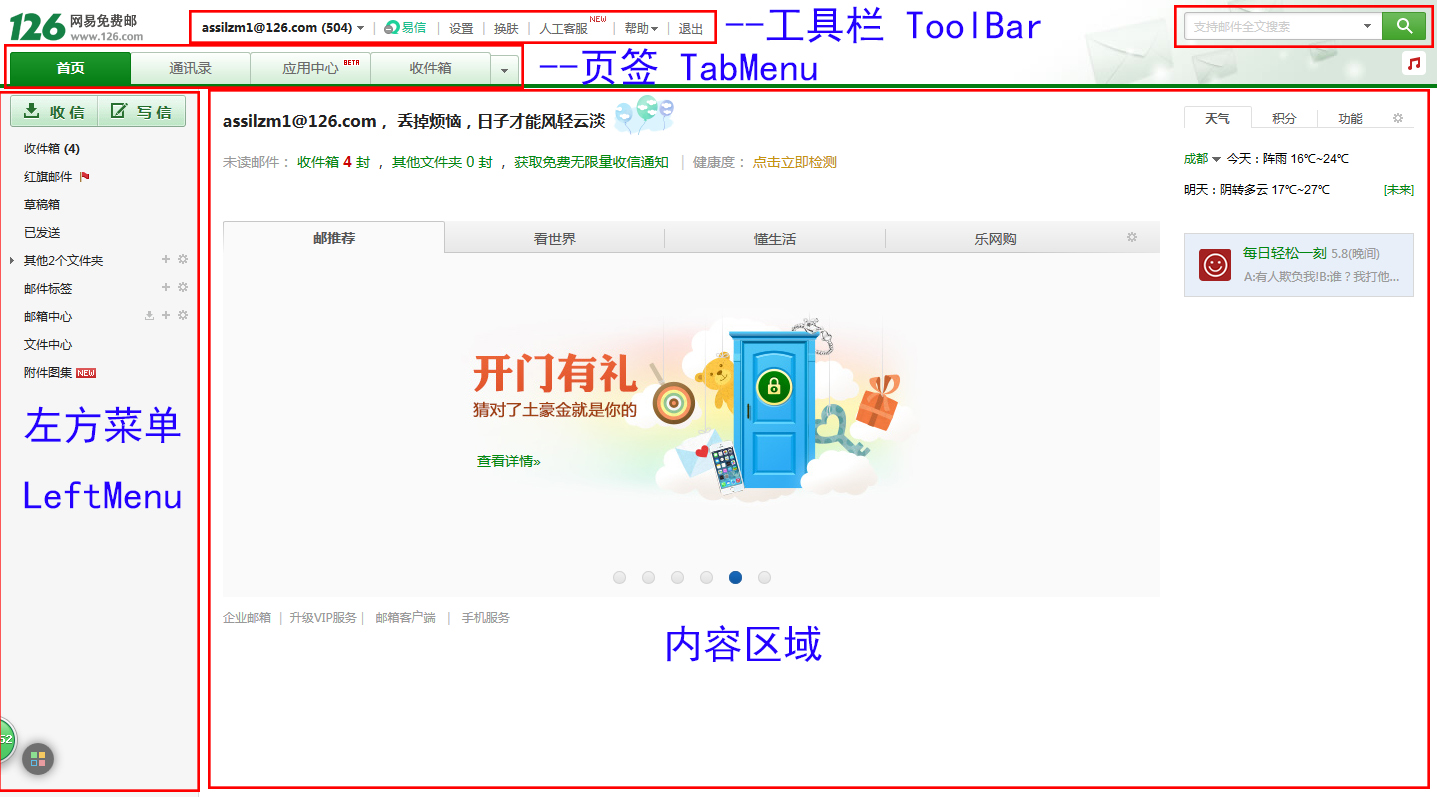 126 网易免费邮
www.126.com
assilzm1@126.com (504) | 易信 | 设置 | 换肤 | 人工客服 NEW | 帮助 | 退出
--工具栏 ToolBar
支持邮件全文搜索
首页 通讯录 应用中心 BETA 收件箱
--页签 TabMenu
收 信 写 信
收件箱 (4)
红旗邮件
草稿箱
已发送
其他2个文件夹
邮件标签
邮箱中心
文件中心
附件图集 NEW
左方菜单
LeftMenu
52
assilzm1@126.com， 丢掉烦恼，日子才能风轻云淡
未读邮件： 收件箱 4 封 ， 其他文件夹 0 封 ， 获取免费无限量收信通知 | 健康度： 点击立即检测
邮推荐 看世界 懂生活 乐网购
开门有礼
猜对了土豪金就是你的
查看详情»
企业邮箱 | 升级VIP服务 | 邮箱客户端 | 手机服务
内容区域
天气 积分 功能
成都 今天：阵雨 16℃~24℃
明天：阴转多云 17℃~27℃ [未来]
每日轻松一刻 5.8(晚间)
A:有人欺负我!B:谁？我打他...